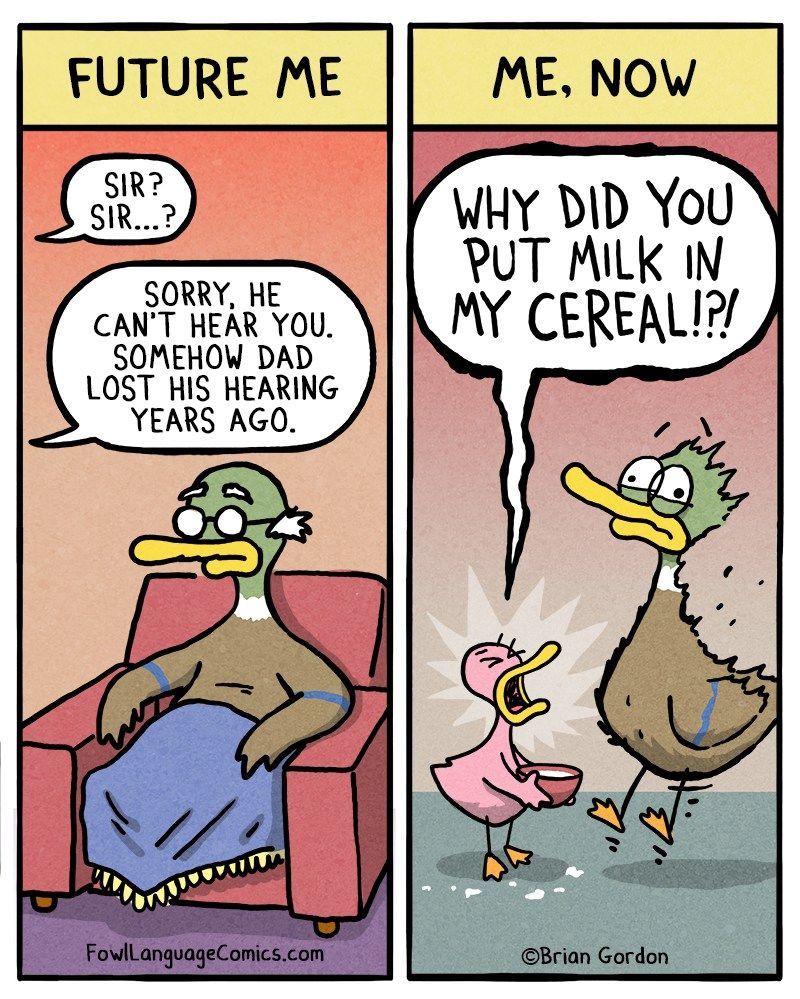 FUTURE ME
SIR?
SIR...?
SORRY, HE
CAN'T HEAR YOU.
SOMEHOW DAD
LOST HIS HEARING
YEARS AGO.
FowlLanguageComics.com
ME, NOW
WHY DID YOU
PUT MILK IN
MY CEREAL!?!
©Brian Gordon